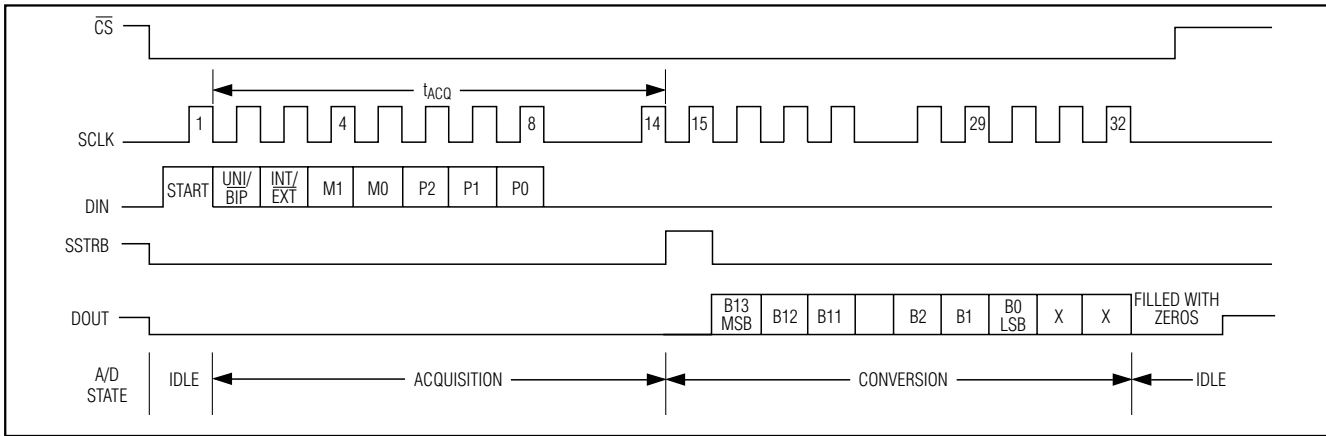 CS
tACQ
SCLK
1
4
8
14
15
29
32
DIN
START
UNI/
BIP
INT/
EXT
M1
M0
P2
P1
P0
SSTRB
DOUT
B13
MSB
B12
B11
B2
B1
B0
LSB
X
X
FILLED WITH
ZEROS
A/D
STATE
IDLE
ACQUISITION
CONVERSION
IDLE